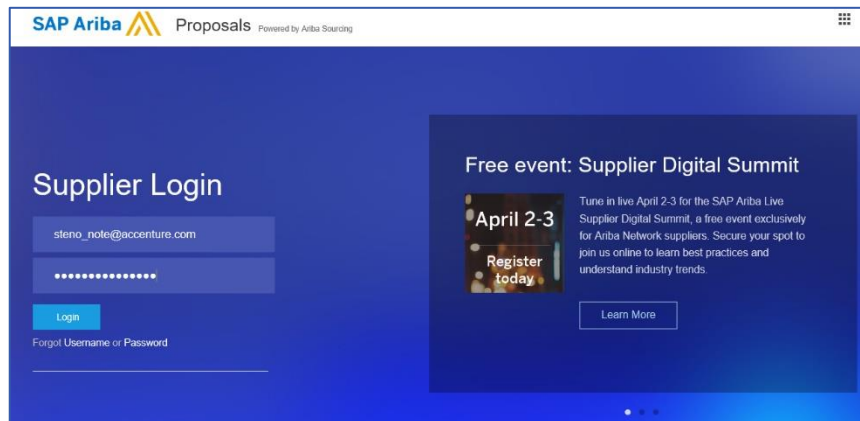 SAP Ariba Proposals Powered by Ariba Sourcing
Supplier Login
steno_note@accenture.com
•••••••••••••••
Login
Forgot Username or Password
Free event: Supplier Digital Summit
April 2-3
Register
today
Tune in live April 2-3 for the SAP Ariba Live
Supplier Digital Summit, a free event exclusively
for Ariba Network suppliers. Secure your spot to
join us online to learn best practices and
understand industry trends.
Learn More